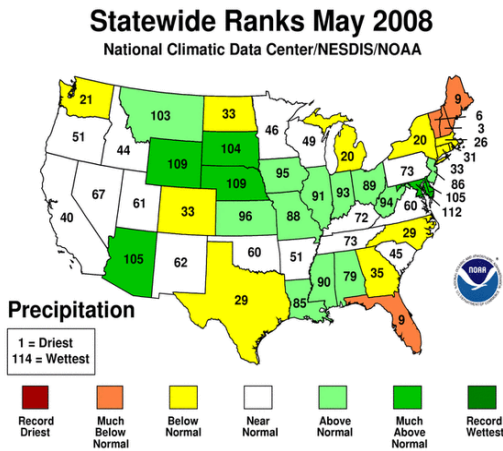 Statewide Ranks May 2008
National Climatic Data Center/NESDIS/NOAA
21
103
33
46
9
6
3
26
31
33
86
105
112
51
44
109
104
49
20
20
73
67
61
109
95
91
93
89
94
60
40
33
96
88
72
29
105
62
60
51
73
45
29
85
90
79
35
9
NOAA
Precipitation
1 = Driest
114 = Wettest
Record
Driest
Much
Below
Normal
Below
Normal
Near
Normal
Above
Normal
Much
Above
Normal
Record
Wettest